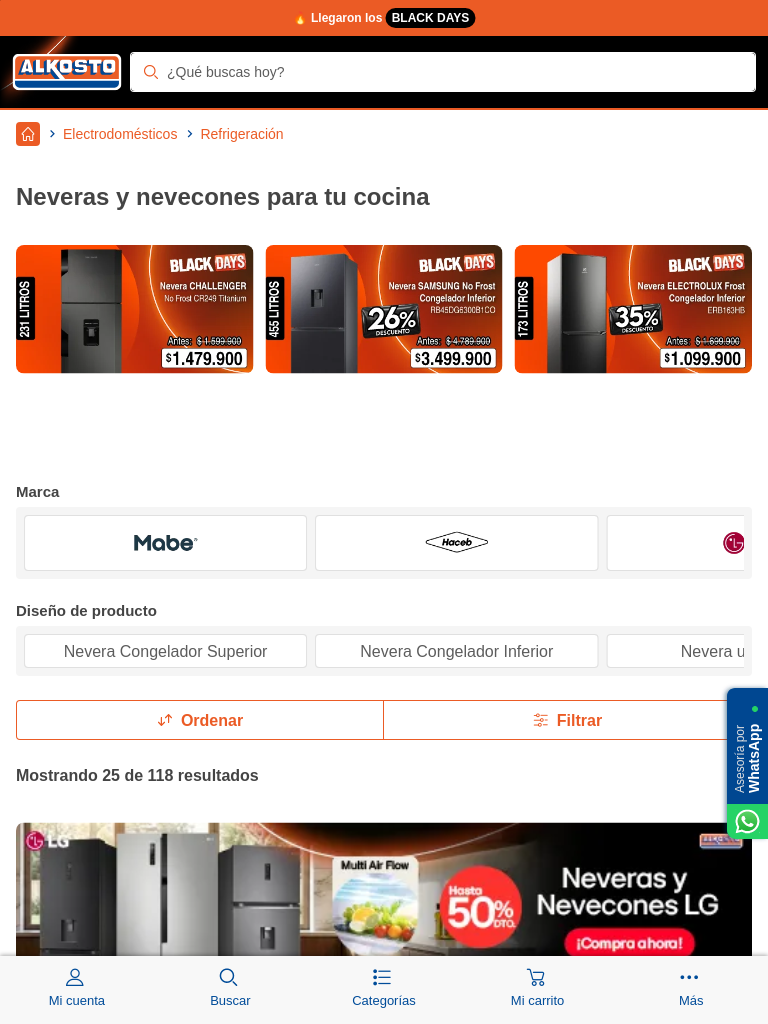 🔥 Llegaron los BLACK DAYS
ALKOSTO
¿Qué buscas hoy?
Electrodomésticos
Refrigeración
Neveras y nevecones para tu cocina
231 LITROS
BLACK DAYS
Nevera CHALLENGER
No Frost CR249 Titanium
Antes: $ 1.599.900
$1.479.900
455 LITROS
BLACK DAYS
Nevera SAMSUNG No Frost
Congelador Inferior
RB45DG6300B1CO
26%
DESCUENTO
Antes: $ 4.789.900
$3.499.900
173 LITROS
BLACK DAYS
Nevera ELECTROLUX Frost
Congelador Inferior
ERB163HB
35%
DESCUENTO
Antes: $ 1.699.900
$1.099.900
Marca
Mabe
Haceb
LG
Diseño de producto
Nevera Congelador Superior
Nevera Congelador Inferior
Nevera u
Ordenar
Filtrar
Mostrando 25 de 118 resultados
Asesoría por
WhatsApp
LG
Multi Air Flow
Hasta
50%
DTO.
Neveras y
Nevecones LG
¡Compra ahora!
ALKOSTO
Mi cuenta
Buscar
Categorías
Mi carrito
Más